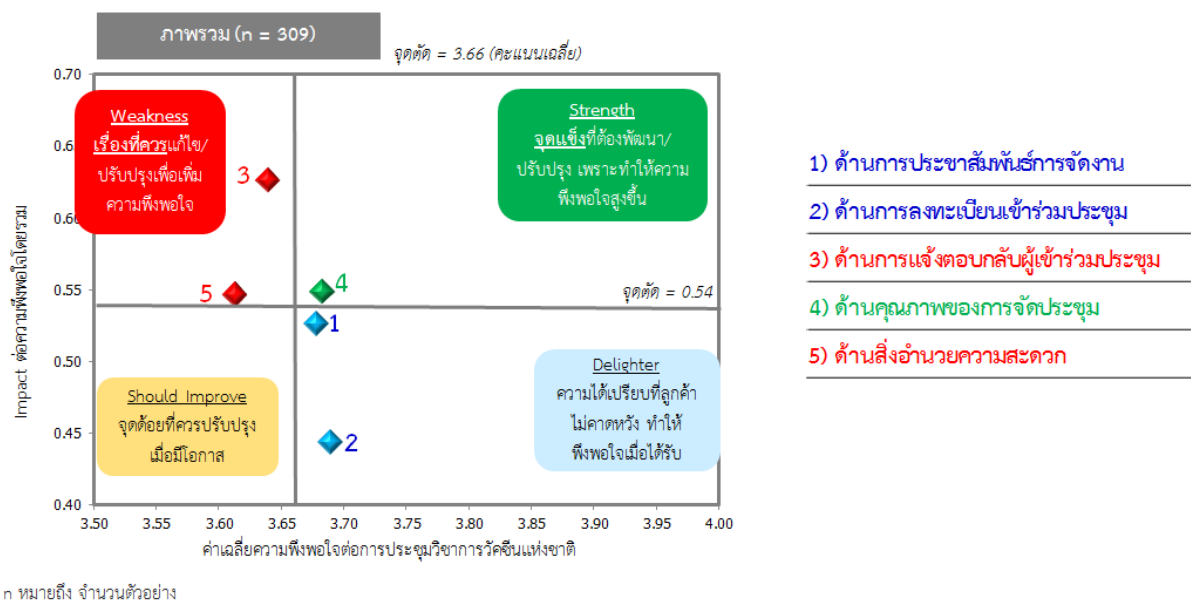 ภาพรวม (n = 309)
จุดตัด = 3.66 (คะแนนเฉลี่ย)
0.70
0.6
0.6
0.55
0.50
0.45
0.40
Impact ต่อความพึงพอใจโดยรวม
Weakness
เรื่องที่ควรแก้ไข/
ปรับปรุงเพื่อเพิ่ม
ความพึงพอใจ
3
5
Strength
จุดแข็งที่ต้องพัฒนา/
ปรับปรุง เพราะทำให้ความ
พึงพอใจสูงขึ้น
4
จุดตัด = 0.54
1
Should Improve
จุดด้อยที่ควรปรับปรุง
เมื่อมีโอกาส
2
Delighter
ความได้เปรียบที่ลูกค้า
ไม่คาดหวัง ทำให้
พึงพอใจเมื่อได้รับ
3.50 3.55 3.60 3.65 3.70 3.75 3.80 3.85 3.90 3.95 4.00
ค่าเฉลี่ยความพึงพอใจต่อการประชุมวิชาการวัคซีนแห่งชาติ
1) ด้านการประชาสัมพันธ์การจัดงาน
2) ด้านการลงทะเบียนเข้าร่วมประชุม
3) ด้านการแจ้งตอบกลับผู้เข้าร่วมประชุม
4) ด้านคุณภาพของการจัดประชุม
5) ด้านสิ่งอำนวยความสะดวก
n หมายถึง จำนวนตัวอย่าง